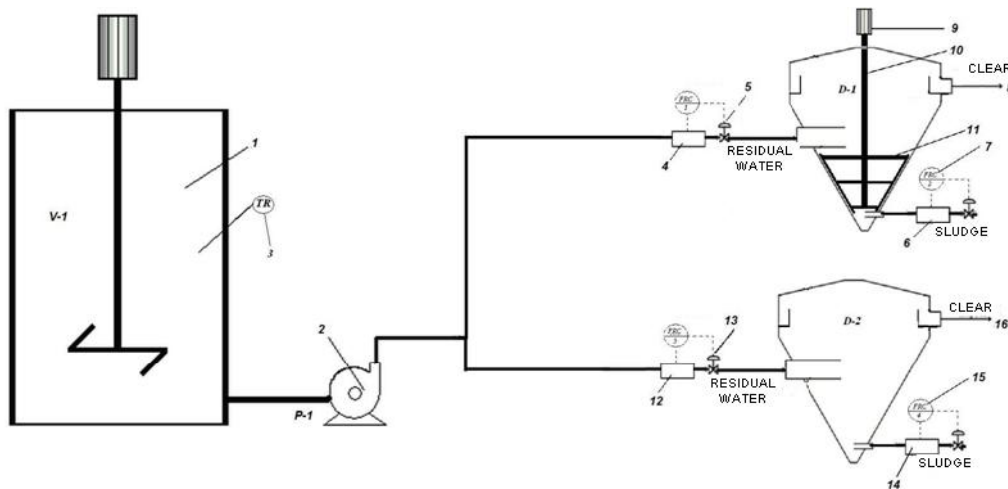 9
10
CLEAR
D-1
5
FRC
1
11
7
1
4
RESIDUAL
WATER
FRC
2
V-1
TR
3
6
SLUDGE
CLEAR
D-2
16
2
13
FRC
3
P-1
12
RESIDUAL
WATER
15
FRC
4
14
SLUDGE